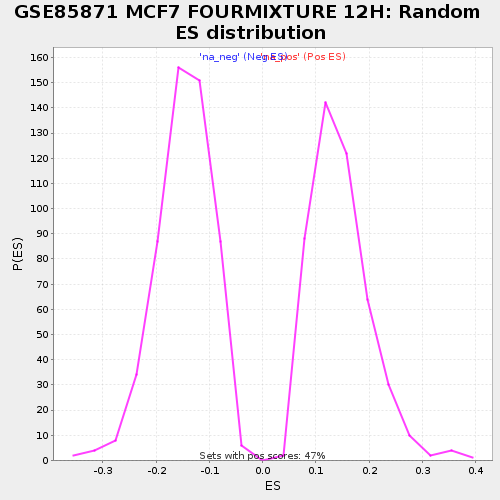 GSE85871 MCF7 FOURMIXTURE 12H: Random
ES distribution
'na_neg' (Neg ES) 'na_pos' (Pos ES)
160
150
140
130
120
110
100
90
80
70
60
50
40
30
20
10
0
P(ES)
Sets with pos scores: 47%
-0.3 -0.2 -0.1 0.0 0.1 0.2 0.3 0.4
ES